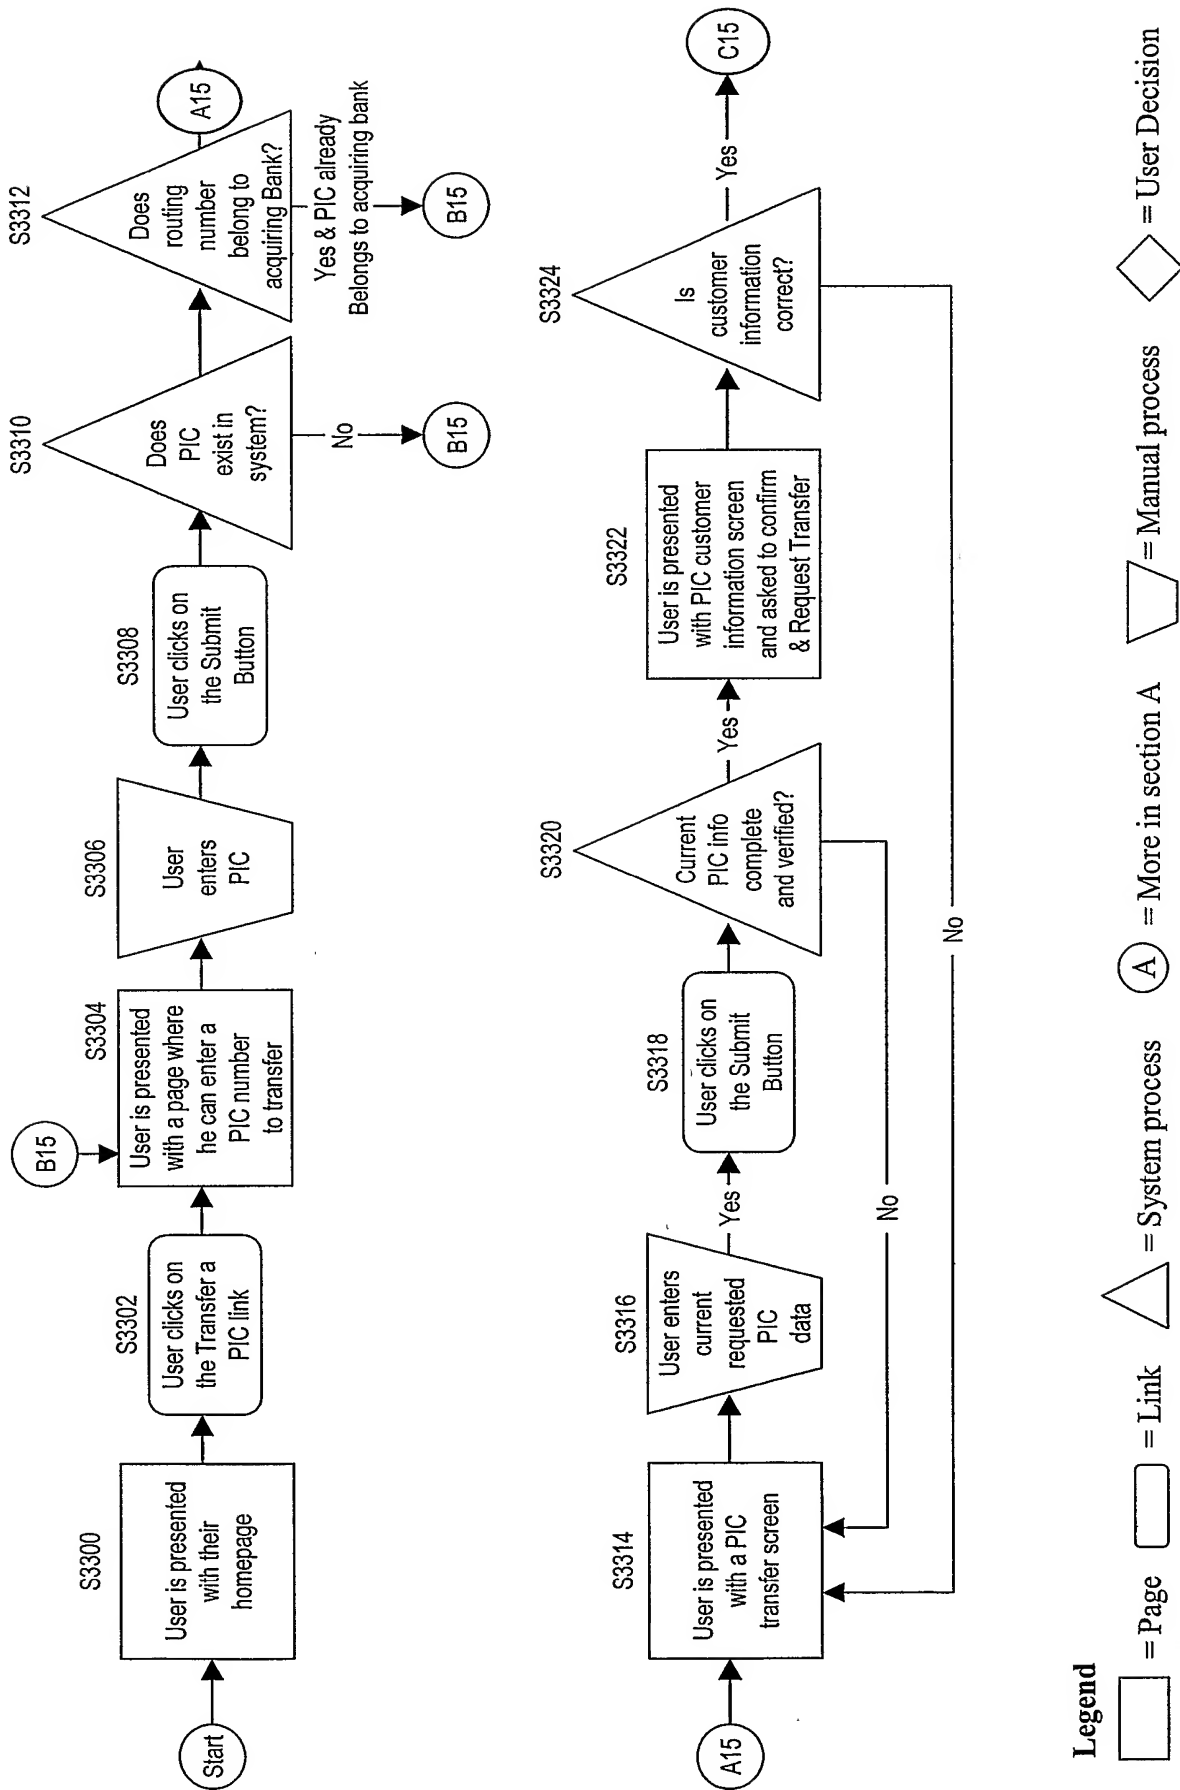 Start
S3300
User is presented
with their
homepage
S3302
User clicks on
the Transfer a
PIC link
B15
S3304
User is presented
with a page where
he can enter a
PIC number
to transfer
S3306
User
enters
PIC
S3308
User clicks on
the Submit
Button
S3310
Does
PIC
exist in
system?
No
B15
S3312
Does
routing
number
belong to
acquiring Bank?
Yes & PIC already
Belongs to acquiring bank
B15
A15
A15
S3314
User is presented
with a PIC
transfer screen
S3316
User enters
current
requested
PIC
data
Yes
S3318
User clicks on
the Submit
Button
S3320
Current
PIC info
complete
and verified?
No
Yes
S3322
User is presented
with PIC customer
information screen
and asked to confirm
& Request Transfer
S3324
Is
customer
information
correct?
No
Yes
C15
Legend
= Page
= Link
= System process
A = More in section A
= Manual process
= User Decision